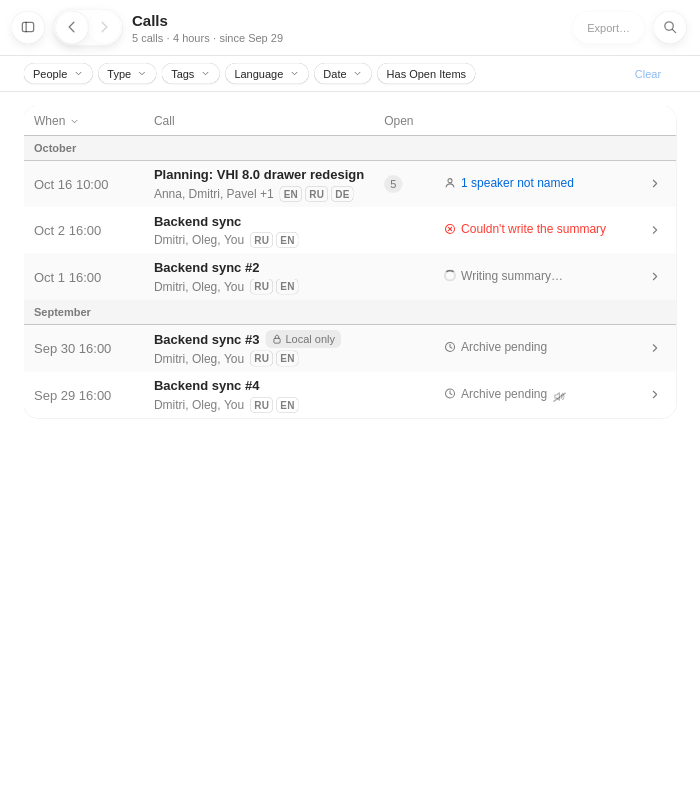 Calls
5 calls · 4 hours · since Sep 29
Export…
People Type Tags Language Date Has Open Items Clear
When Call Open
October
Oct 16 10:00 Planning: VHI 8.0 drawer redesign 5 1 speaker not named
Anna, Dmitri, Pavel +1 EN RU DE
Oct 2 16:00 Backend sync Couldn't write the summary
Dmitri, Oleg, You RU EN
Oct 1 16:00 Backend sync #2 Writing summary…
Dmitri, Oleg, You RU EN
September
Sep 30 16:00 Backend sync #3 Local only Archive pending
Dmitri, Oleg, You RU EN
Sep 29 16:00 Backend sync #4 Archive pending
Dmitri, Oleg, You RU EN